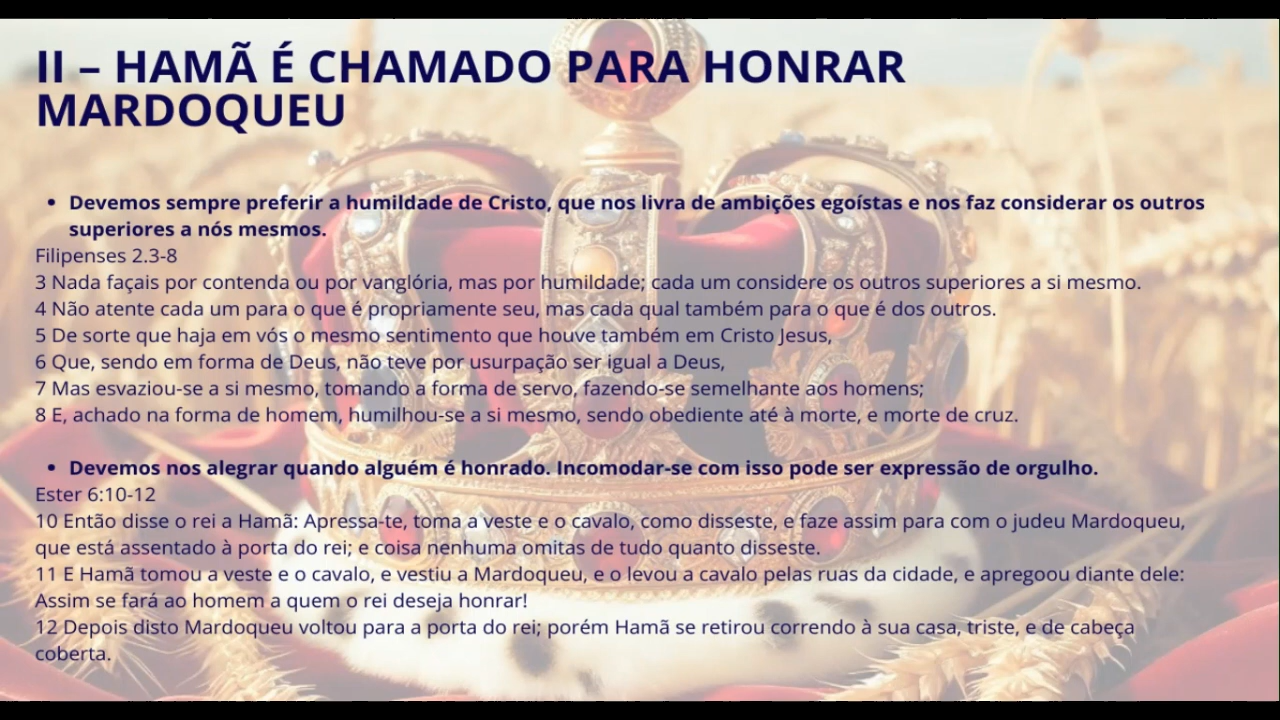 II – HAMÃ É CHAMADO PARA HONRAR
MARDOQUEU
• Devemos sempre preferir a humildade de Cristo, que nos livra de ambições egoístas e nos faz considerar os outros
superiores a nós mesmos.
Filipenses 2.3-8
3 Nada façais por contenda ou por vanglória, mas por humildade; cada um considere os outros superiores a si mesmo.
4 Não atente cada um para o que é propriamente seu, mas cada qual também para o que é dos outros.
5 De sorte que haja em vós o mesmo sentimento que houve também em Cristo Jesus,
6 Que, sendo em forma de Deus, não teve por usurpação ser igual a Deus,
7 Mas esvaziou-se a si mesmo, tomando a forma de servo, fazendo-se semelhante aos homens;
8 E, achado na forma de homem, humilhou-se a si mesmo, sendo obediente até à morte, e morte de cruz.
• Devemos nos alegrar quando alguém é honrado. Incomodar-se com isso pode ser expressão de orgulho.
Ester 6:10-12
10 Então disse o rei a Hamã: Apressa-te, toma a veste e o cavalo, como disseste, e faze assim para com o judeu Mardoqueu,
que está assentado à porta do rei; e coisa nenhuma omitas de tudo quanto disseste.
11 E Hamã tomou a veste e o cavalo, e vestiu a Mardoqueu, e o levou a cavalo pelas ruas da cidade, e apregoou diante dele:
Assim se fará ao homem a quem o rei deseja honrar!
12 Depois disto Mardoqueu voltou para a porta do rei; porém Hamã se retirou correndo à sua casa, triste, e de cabeça
coberta.